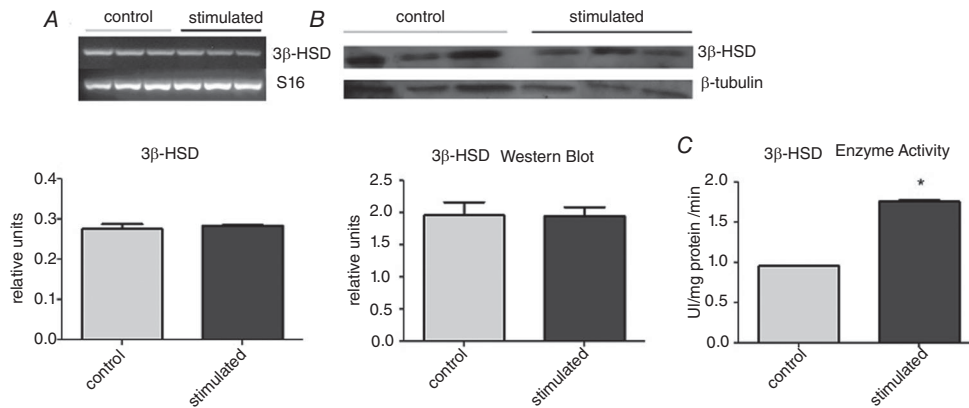 A
control stimulated
3β-HSD
S16
B
control stimulated
3β-HSD
β-tubulin
3β-HSD
relative units
0.4
0.3
0.2
0.1
0.0
control
stimulated
3β-HSD Western Blot
relative units
2.5
2.0
1.5
1.0
0.5
0.0
control
stimulated
C
3β-HSD Enzyme Activity
UI/mg protein /min
2.0
1.5
1.0
0.5
0.0
*
control
stimulated